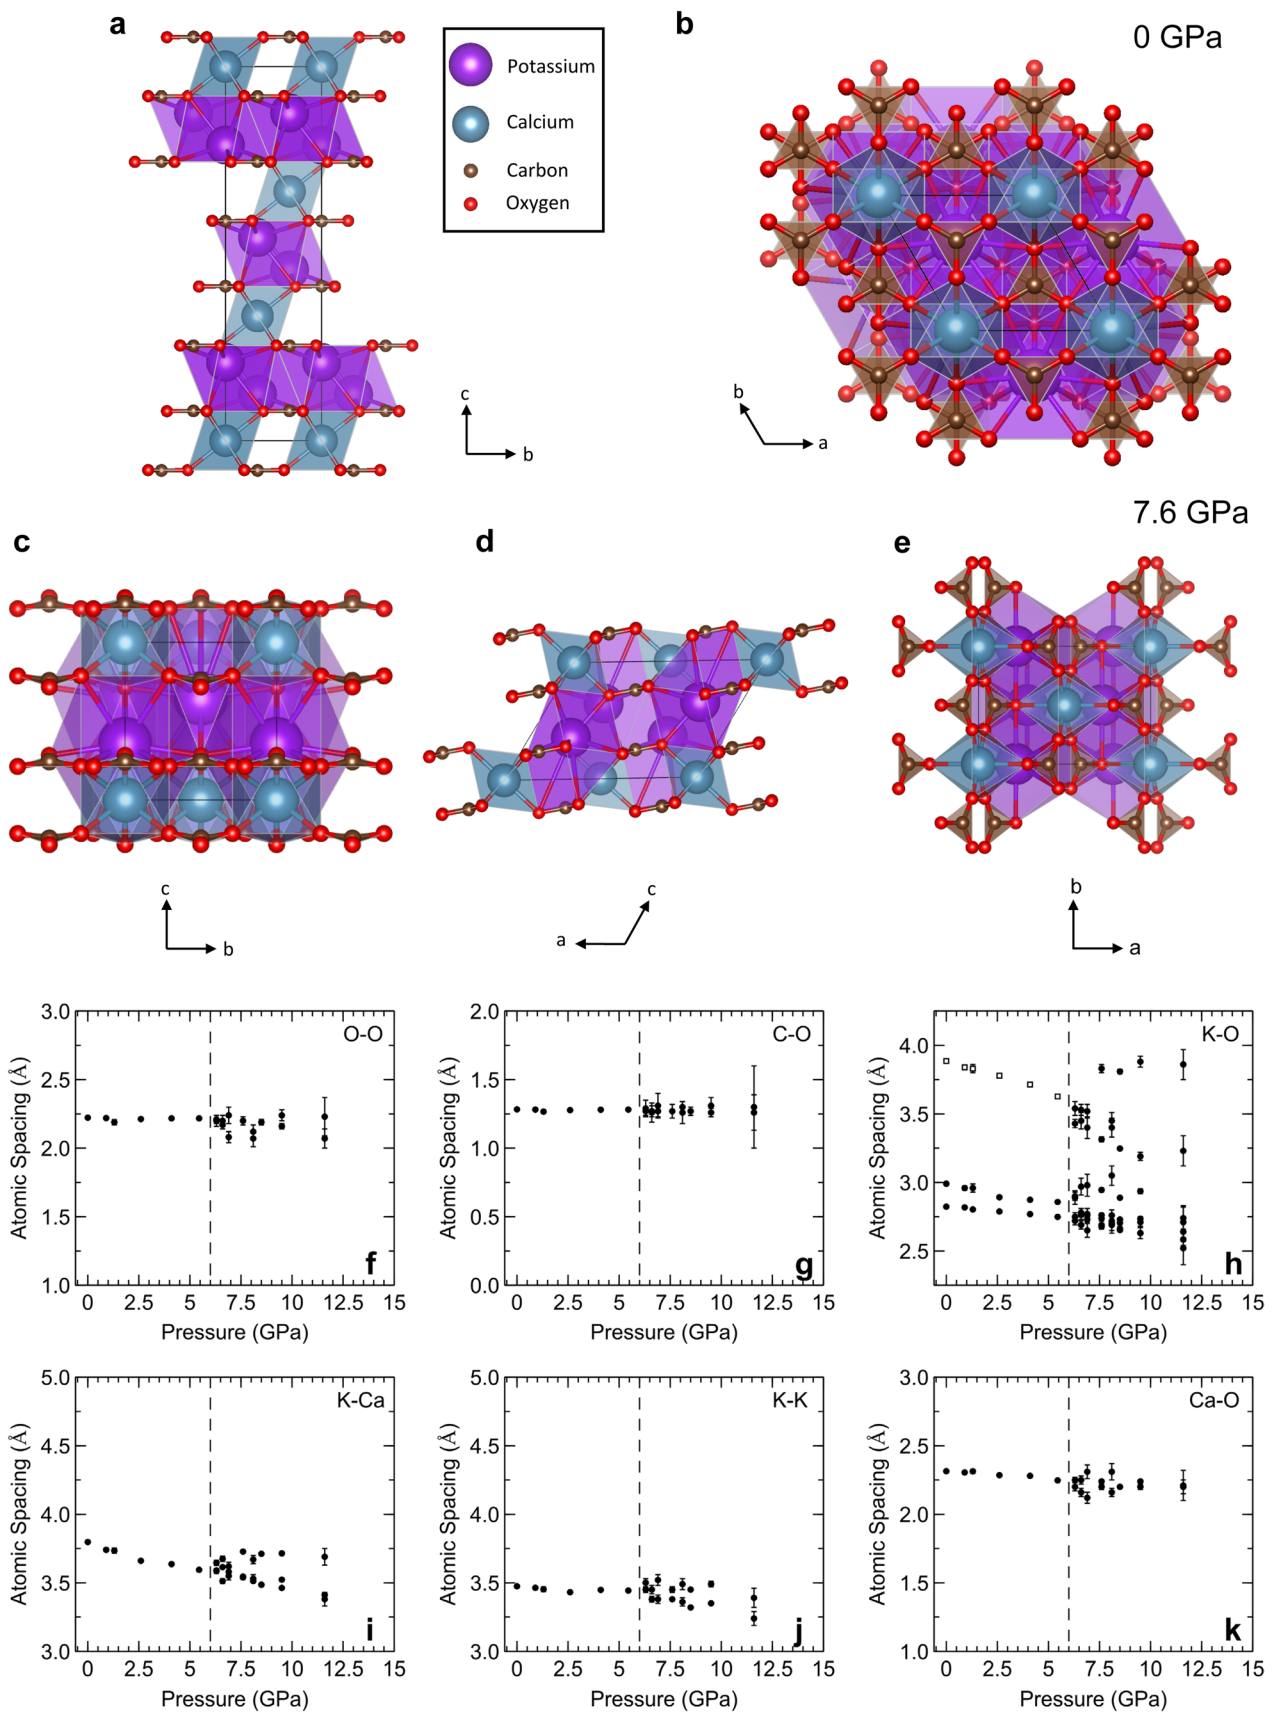 a
Potassium
Calcium
Carbon
Oxygen
b
0 GPa
c
b
b
a
7.6 GPa
c
d
e
c
b
c
a
b
a
3.0
2.5
2.0
1.5
1.0
Atomic Spacing (Å)
O-O
f
0 2.5 5 7.5 10 12.5 15
Pressure (GPa)
2.0
1.5
1.0
0.5
0.0
Atomic Spacing (Å)
C-O
g
0 2.5 5 7.5 10 12.5 15
Pressure (GPa)
4.0
3.5
3.0
2.5
Atomic Spacing (Å)
K-O
h
0 2.5 5 7.5 10 12.5 15
Pressure (GPa)
5.0
4.5
4.0
3.5
3.0
Atomic Spacing (Å)
K-Ca
i
0 2.5 5 7.5 10 12.5 15
Pressure (GPa)
5.0
4.5
4.0
3.5
3.0
Atomic Spacing (Å)
K-K
j
0 2.5 5 7.5 10 12.5 15
Pressure (GPa)
3.0
2.5
2.0
1.5
1.0
Atomic Spacing (Å)
Ca-O
k
0 2.5 5 7.5 10 12.5 15
Pressure (GPa)